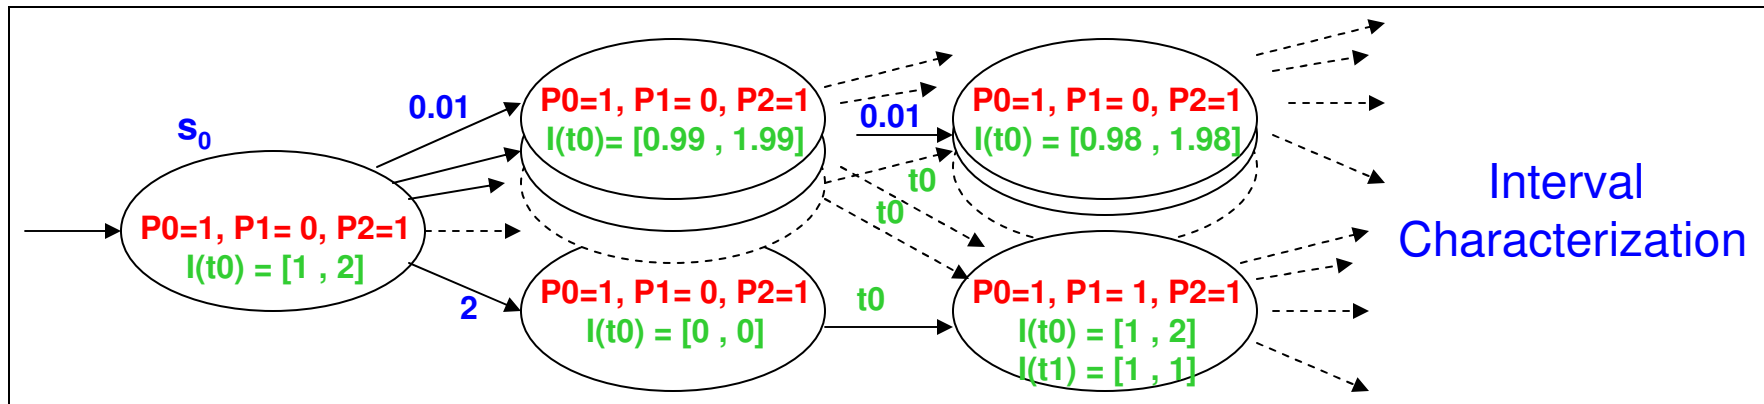 s0
P0=1, P1= 0, P2=1
I(t0) = [1 , 2]
0.01
2
P0=1, P1= 0, P2=1
I(t0)= [0.99 , 1.99]
P0=1, P1= 0, P2=1
I(t0) = [0 , 0]
0.01
t0
t0
t0
P0=1, P1= 0, P2=1
I(t0) = [0.98 , 1.98]
P0=1, P1= 1, P2=1
I(t0) = [1 , 2]
I(t1) = [1 , 1]
Interval
Characterization